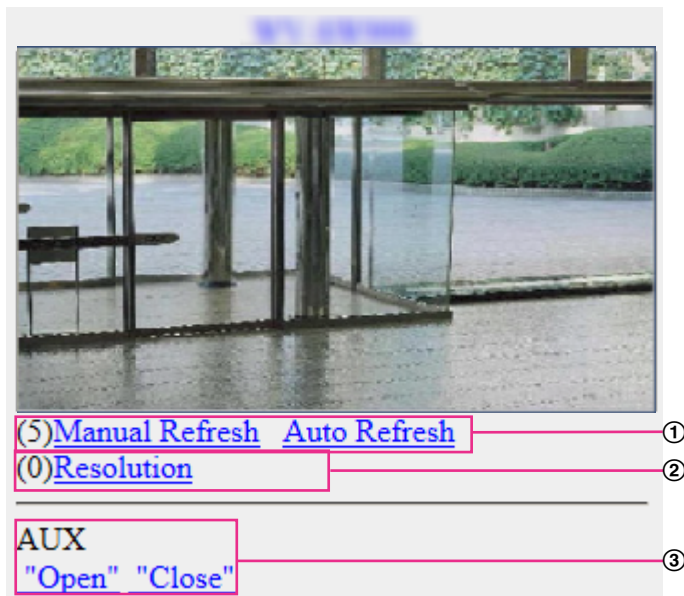 (5)Manual Refresh Auto Refresh ①
(0)Resolution ②
AUX
"Open" "Close" ③